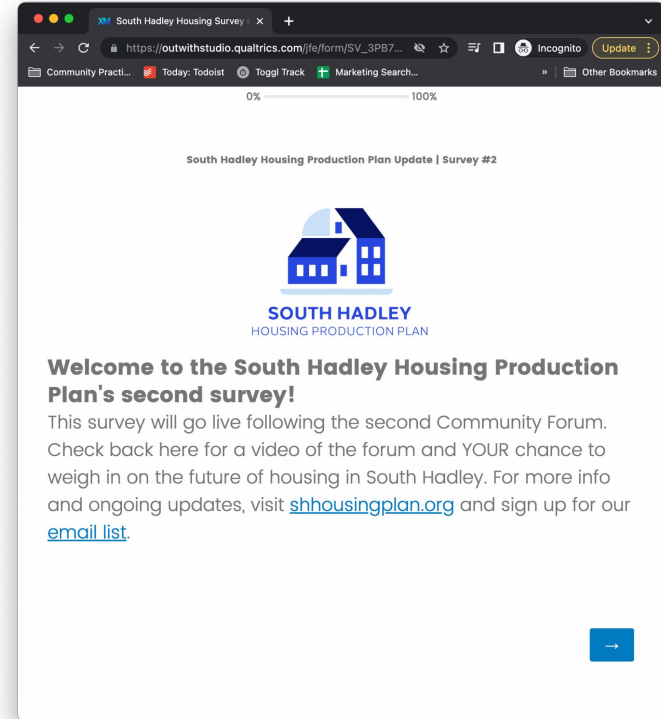 South Hadley Housing Survey
https://outwithstudio.qualtrics.com/jfe/form/SV_3PB7... Incognito Update
Community Practi... Today: Todoist Toggl Track Marketing Search... » Other Bookmarks
0% 100%
South Hadley Housing Production Plan Update | Survey #2
SOUTH HADLEY
HOUSING PRODUCTION PLAN
Welcome to the South Hadley Housing Production
Plan's second survey!
This survey will go live following the second Community Forum.
Check back here for a video of the forum and YOUR chance to
weigh in on the future of housing in South Hadley. For more info
and ongoing updates, visit shhousingplan.org and sign up for our
email list.
→